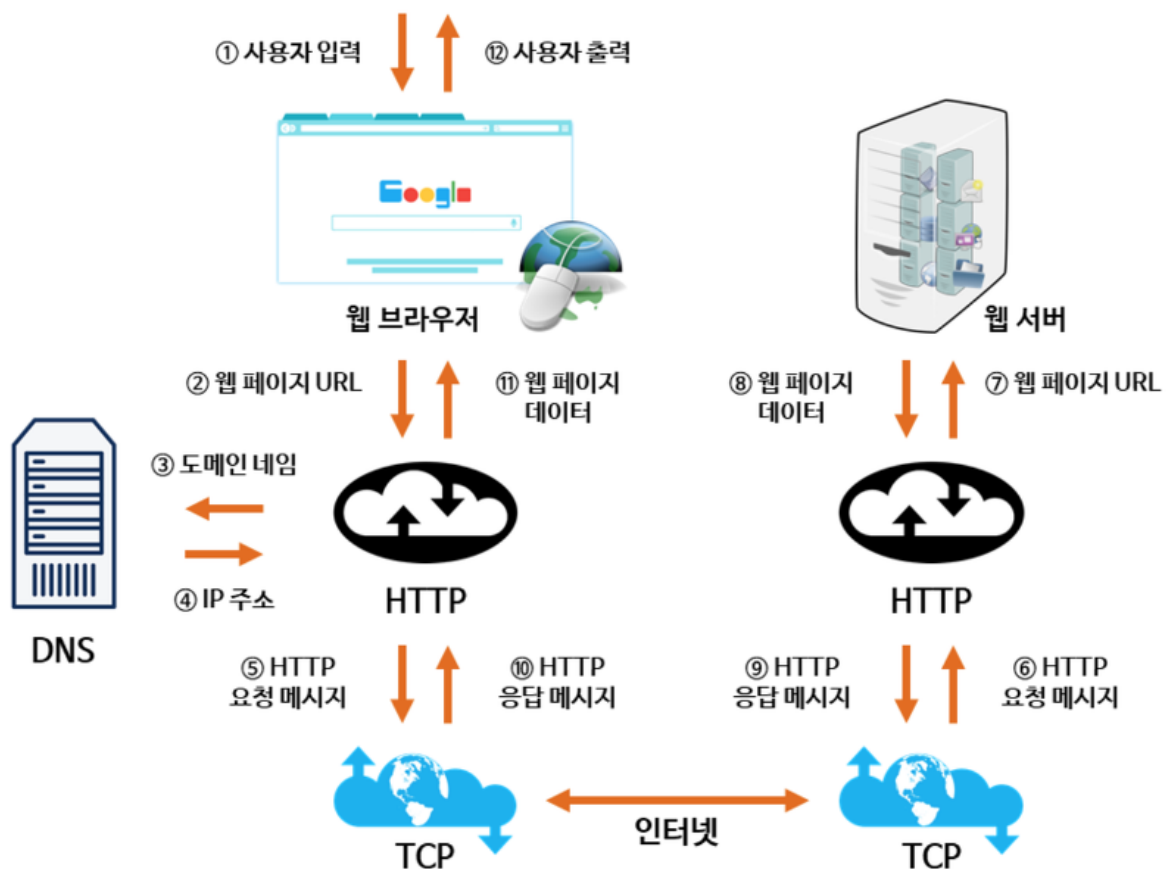 ① 사용자 입력
⑫ 사용자 출력
Google
웹 브라우저
웹 서버
② 웹 페이지 URL
⑪ 웹 페이지
데이터
⑧ 웹 페이지
데이터
⑦ 웹 페이지 URL
③ 도메인 네임
④ IP 주소
DNS
HTTP
HTTP
⑤ HTTP
요청 메시지
⑩ HTTP
응답 메시지
⑨ HTTP
응답 메시지
⑥ HTTP
요청 메시지
인터넷
TCP
TCP